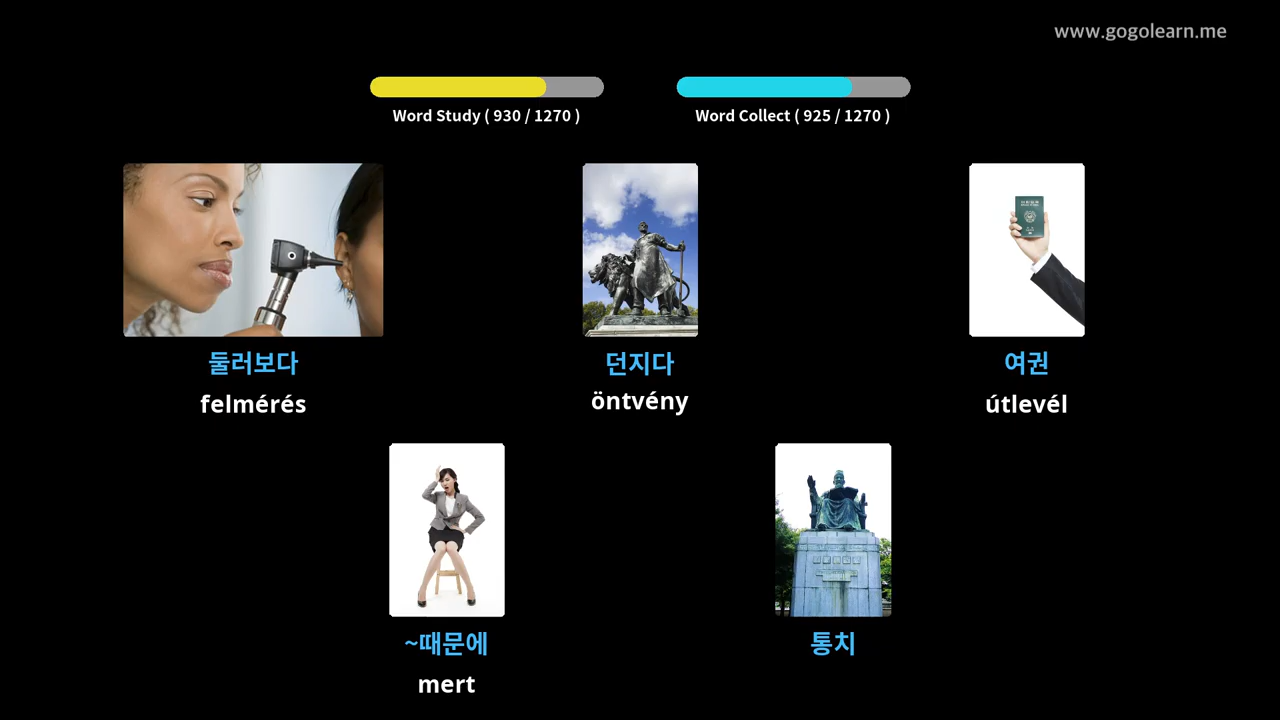 www.gogolearn.me
Word Study ( 930 / 1270 )
Word Collect ( 925 / 1270 )
둘러보다
felmérés
던지다
öntvény
여권
útlevél
~때문에
mert
통치